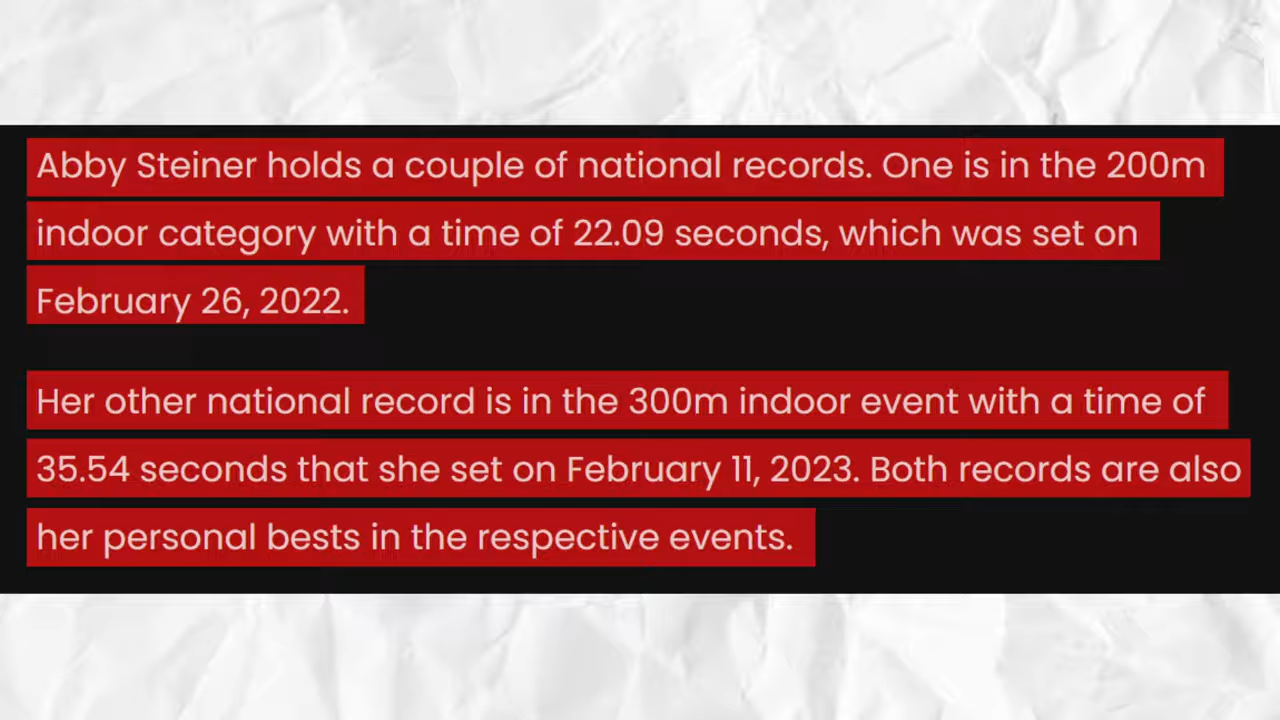 Abby Steiner holds a couple of national records. One is in the 200m
indoor category with a time of 22.09 seconds, which was set on
February 26, 2022.
Her other national record is in the 300m indoor event with a time of
35.54 seconds that she set on February 11, 2023. Both records are also
her personal bests in the respective events.